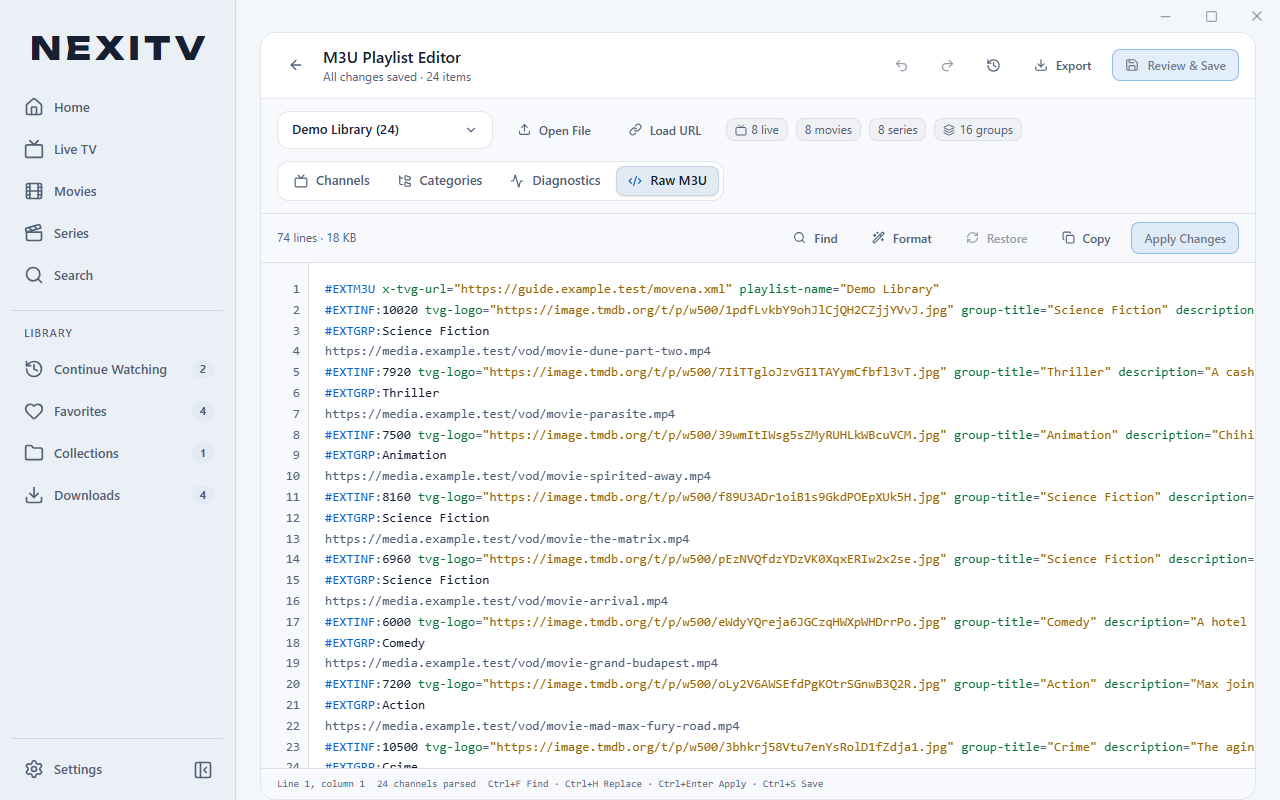 NEXITV
Home
Live TV
Movies
Series
Search
LIBRARY
Continue Watching 2
Favorites 4
Collections 1
Downloads 4
Settings
M3U Playlist Editor
All changes saved · 24 items
Export
Review & Save
Demo Library (24)
Open File
Load URL
8 live
8 movies
8 series
16 groups
Channels
Categories
Diagnostics
Raw M3U
74 lines · 18 KB
Find
Format
Restore
Copy
Apply Changes
1 #EXTM3U x-tvg-url="https://guide.example.test/movena.xml" playlist-name="Demo Library"
2 #EXTINF:10020 tvg-logo="https://image.tmdb.org/t/p/w500/1pdfLvkbY9ohJlCjQH2CZjjYVvJ.jpg" group-title="Science Fiction" description
3 #EXTGRP:Science Fiction
4 https://media.example.test/vod/movie-dune-part-two.mp4
5 #EXTINF:7920 tvg-logo="https://image.tmdb.org/t/p/w500/7IiTTgloJzvGI1TAYymCfbfl3vT.jpg" group-title="Thriller" description="A cash
6 #EXTGRP:Thriller
7 https://media.example.test/vod/movie-parasite.mp4
8 #EXTINF:7500 tvg-logo="https://image.tmdb.org/t/p/w500/39wmItIWsg5sZMyRUHLkWBcuVCM.jpg" group-title="Animation" description="Chihi
9 #EXTGRP:Animation
10 https://media.example.test/vod/movie-spirited-away.mp4
11 #EXTINF:8160 tvg-logo="https://image.tmdb.org/t/p/w500/f89U3ADr1oiB1s9GkdPOEpXUk5H.jpg" group-title="Science Fiction" description=
12 #EXTGRP:Science Fiction
13 https://media.example.test/vod/movie-the-matrix.mp4
14 #EXTINF:6960 tvg-logo="https://image.tmdb.org/t/p/w500/pEzNVQfdzYDzVK0XqxERIw2x2se.jpg" group-title="Science Fiction" description=
15 #EXTGRP:Science Fiction
16 https://media.example.test/vod/movie-arrival.mp4
17 #EXTINF:6000 tvg-logo="https://image.tmdb.org/t/p/w500/eWdyYQreja6JGCzqHWXpWHDrrPo.jpg" group-title="Comedy" description="A hotel
18 #EXTGRP:Comedy
19 https://media.example.test/vod/movie-grand-budapest.mp4
20 #EXTINF:7200 tvg-logo="https://image.tmdb.org/t/p/w500/oLy2V6AWSEfdPgKOtrSGnwB3Q2R.jpg" group-title="Action" description="Max join
21 #EXTGRP:Action
22 https://media.example.test/vod/movie-mad-max-fury-road.mp4
23 #EXTINF:10500 tvg-logo="https://image.tmdb.org/t/p/w500/3bhkrj58Vtu7enYsRolD1fZdja1.jpg" group-title="Crime" description="The agin
24 #EXTGRP:Crime
Line 1, column 1 24 channels parsed Ctrl+F Find · Ctrl+H Replace · Ctrl+Enter Apply · Ctrl+S Save